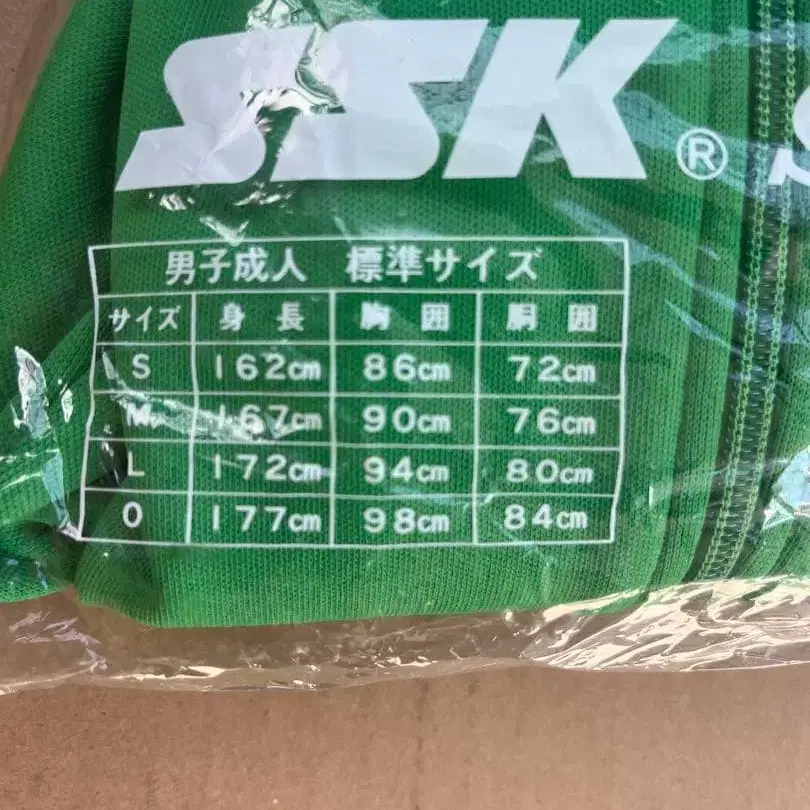 SSK®
S
男子成人 標準サイズ
サイズ 身長 胸囲 胴囲
S 162cm 86cm 72cm
M 167cm 90cm 76cm
L 172cm 94cm 80cm
O 177cm 98cm 84cm